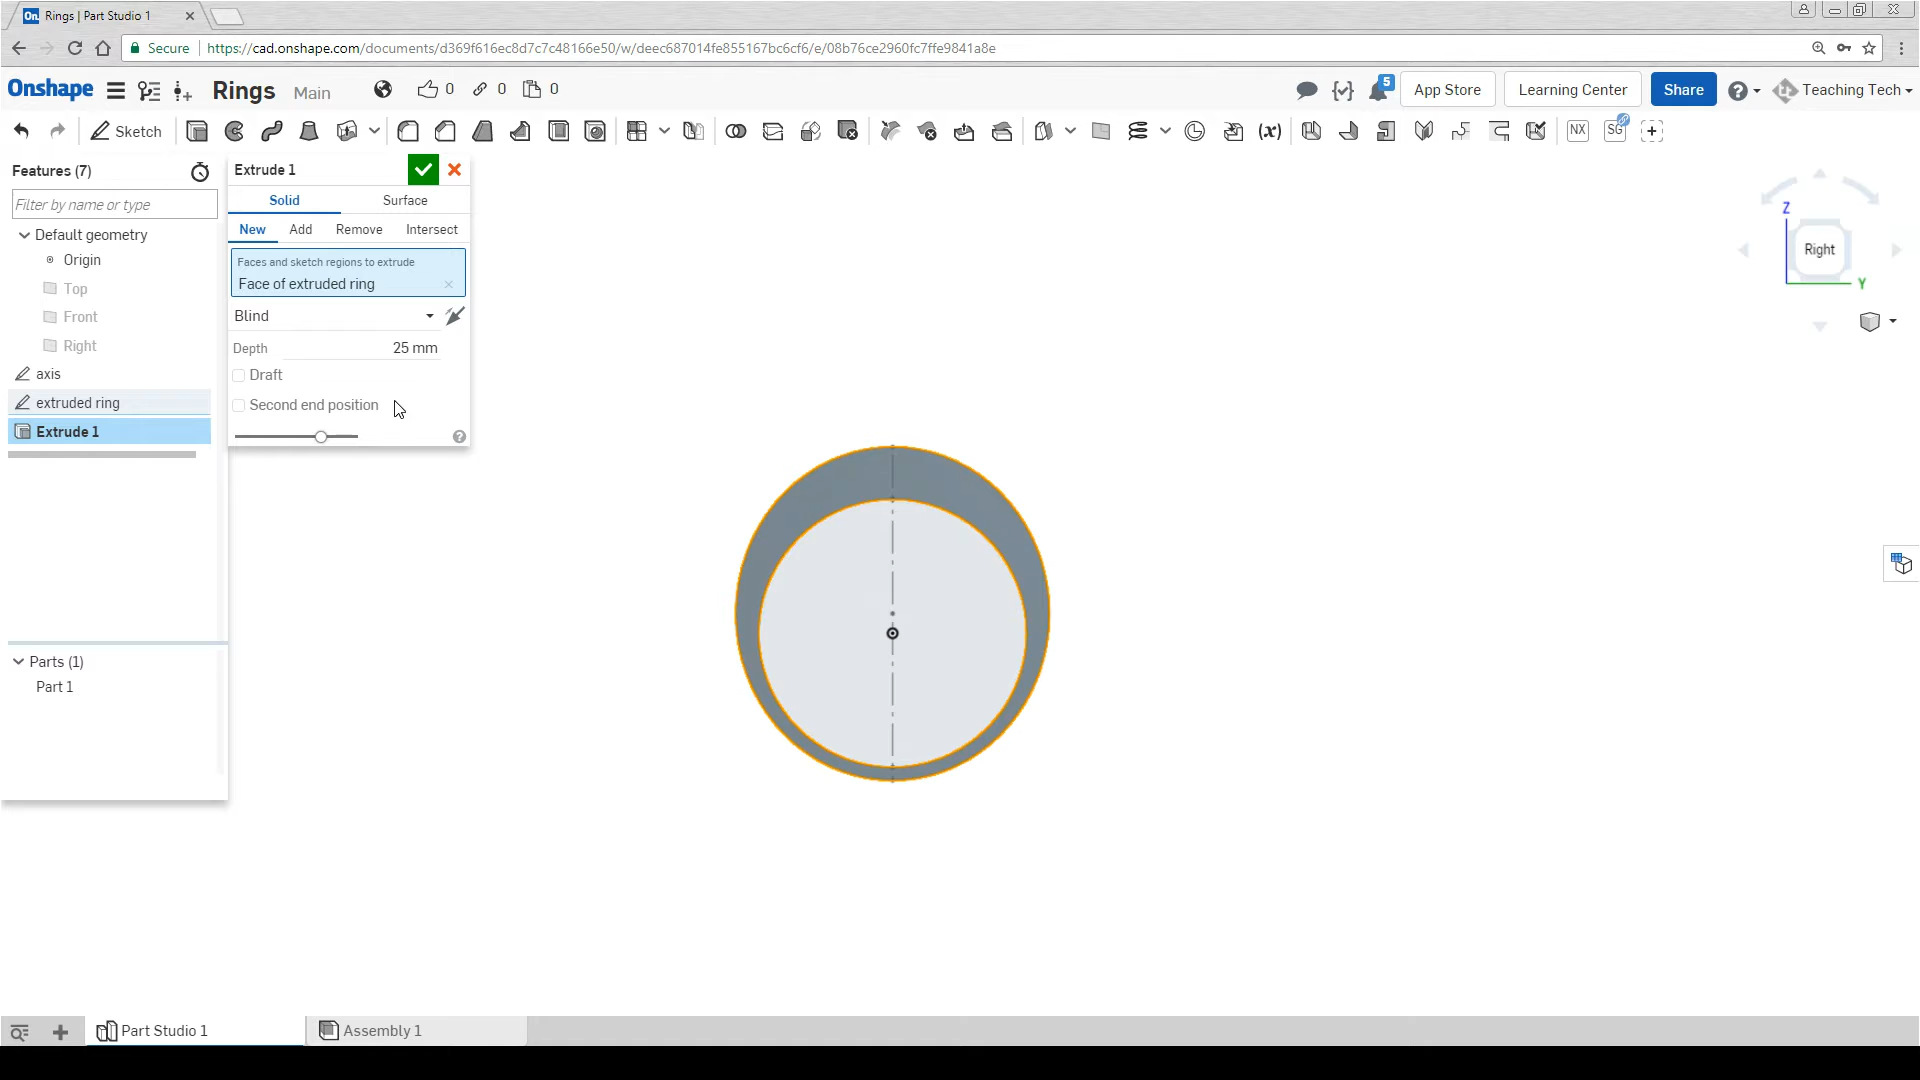 On Rings | Part Studio 1
Secure https://cad.onshape.com/documents/d369f616ec8d7c7c48166e50/w/deec687014fe855167bc6cf6/e/08b76ce2960fc7ffe9841a8e
Onshape Rings Main 0 0 0 5 App Store Learning Center Share ? Teaching Tech
Sketch (x) NX SG
Features (7)
Filter by name or type
Default geometry
Origin
Top
Front
Right
axis
extruded ring
Extrude 1
Parts (1)
Part 1
Extrude 1
Solid Surface
New Add Remove Intersect
Faces and sketch regions to extrude
Face of extruded ring
Blind
Depth 25 mm
Draft
Second end position
?
Z
Right
Y
Part Studio 1 Assembly 1